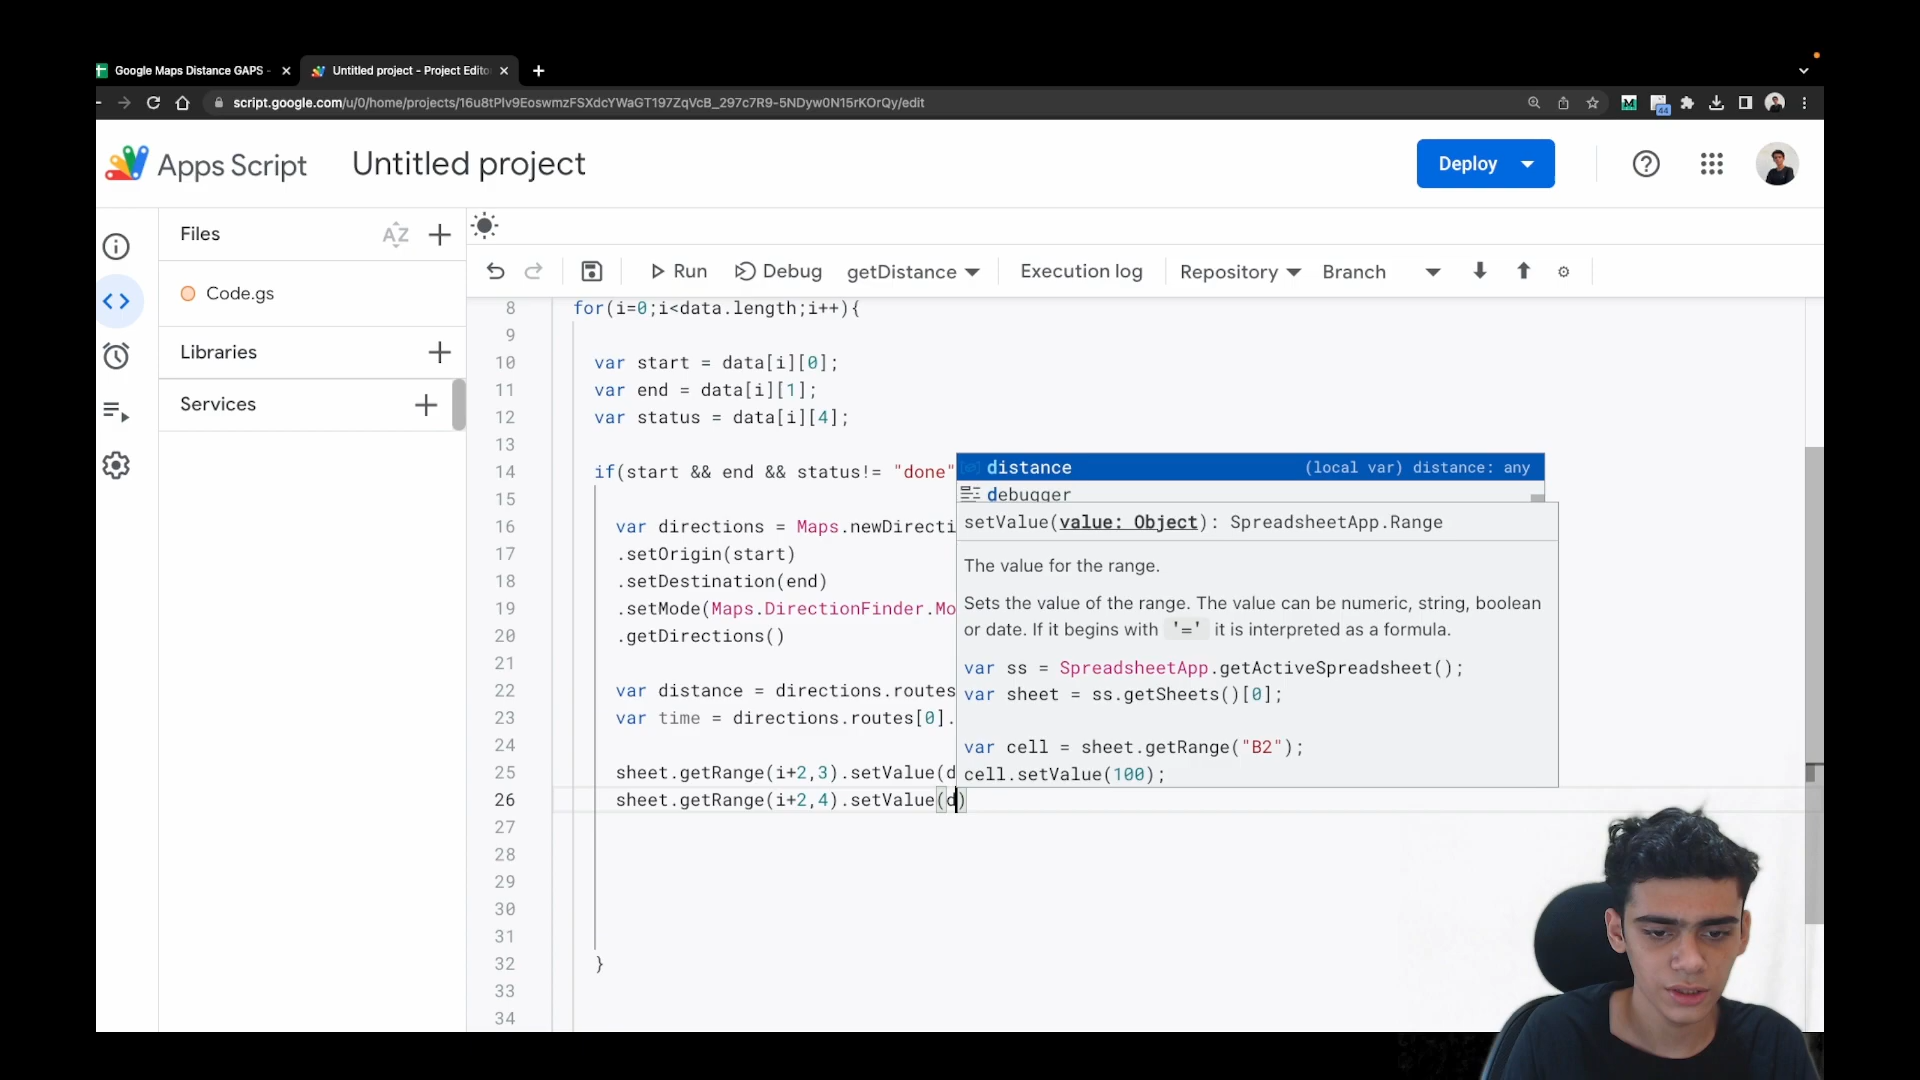 Google Maps Distance GAPS -
Untitled project - Project Edito
script.google.com/u/0/home/projects/16u8tPlv9EoswmzFSXdcYWaGT197ZqVcB_297c7R9-5NDyw0N15rKOrQy/edit
44
Apps Script
Untitled project
Deploy
Files
AZ
Run
Debug
getDistance
Execution log
Repository
Branch
Code.gs
Libraries
Services
8 for(i=0;i<data.length;i++){
9
10 var start = data[i][0];
11 var end = data[i][1];
12 var status = data[i][4];
13
14 if(start && end && status!= "done"
15
16 var directions = Maps.newDirecti
17 .setOrigin(start)
18 .setDestination(end)
19 .setMode(Maps.DirectionFinder.Mo
20 .getDirections()
21
22 var distance = directions.routes
23 var time = directions.routes[0].
24
25 sheet.getRange(i+2,3).setValue(d
26 sheet.getRange(i+2,4).setValue(d)
27
28
29
30
31
32 }
33
34
distance (local var) distance: any
debugger
setValue(value: Object): SpreadsheetApp.Range
The value for the range.
Sets the value of the range. The value can be numeric, string, boolean
or date. If it begins with '=' it is interpreted as a formula.
var ss = SpreadsheetApp.getActiveSpreadsheet();
var sheet = ss.getSheets()[0];
var cell = sheet.getRange("B2");
cell.setValue(100);